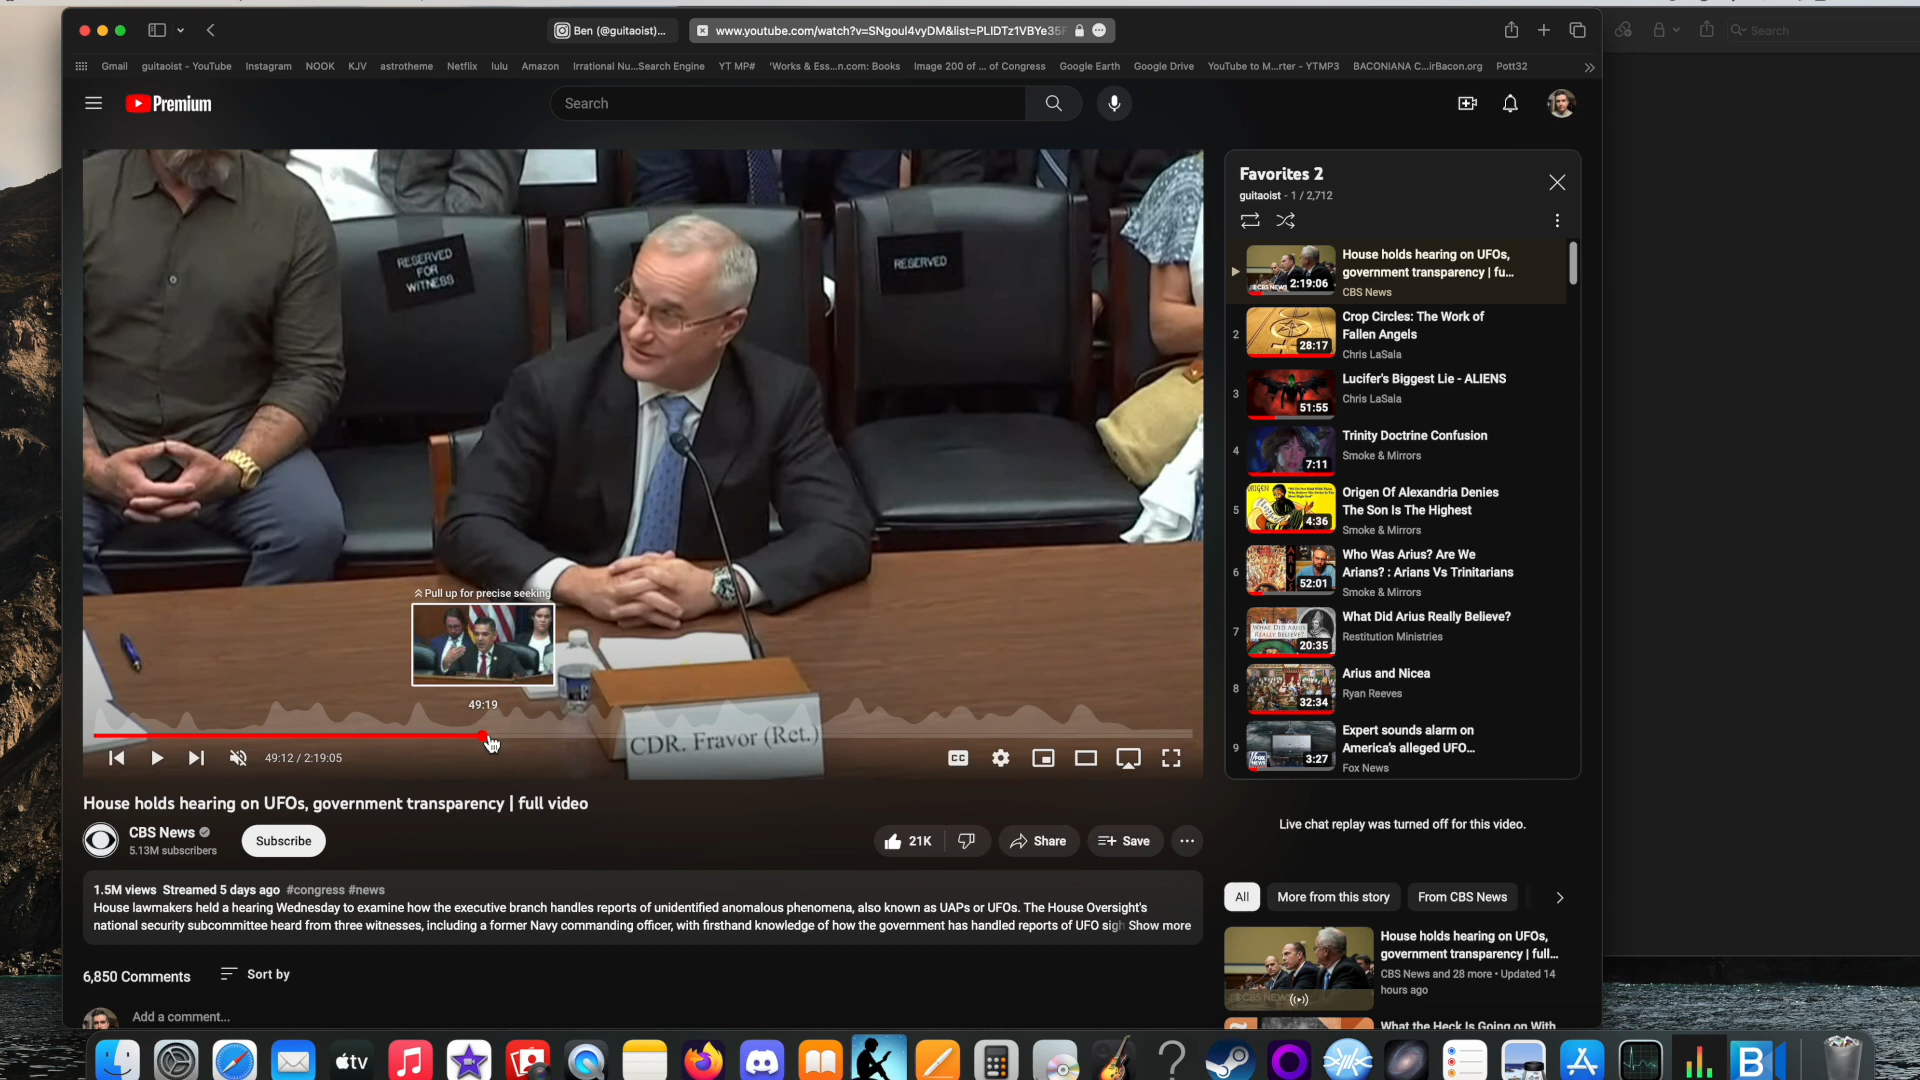 Ben (@guitaoist)...
www.youtube.com/watch?v=SNgouI4vyDM&list=PLIDTz1VBYe35F
Search
Gmail
guitaoist - YouTube
Instagram
NOOK
KJV
astrotheme
Netflix
lulu
Amazon
Irrational Nu...Search Engine
YT MP#
'Works & Ess...n.com: Books
Image 200 of ... of Congress
Google Earth
Google Drive
YouTube to M...rter - YTMP3
BACONIANA C...irBacon.org
Pott32
Premium
Search
RESERVED
FOR
WITNESS
RESERVED
Pull up for precise seeking
49:19
CDR. Fravor (Ret.)
49:12 / 2:19:05
CC
House holds hearing on UFOs, government transparency | full video
CBS News
5.13M subscribers
Subscribe
21K
Share
Save
1.5M views Streamed 5 days ago #congress #news
House lawmakers held a hearing Wednesday to examine how the executive branch handles reports of unidentified anomalous phenomena, also known as UAPs or UFOs. The House Oversight's
national security subcommittee heard from three witnesses, including a former Navy commanding officer, with firsthand knowledge of how the government has handled reports of UFO sigh Show more
6,850 Comments
Sort by
Add a comment...
Favorites 2
guitaoist - 1 / 2,712
2:19:06
House holds hearing on UFOs,
government transparency | fu...
CBS News
2
28:17
Crop Circles: The Work of
Fallen Angels
Chris LaSala
3
51:55
Lucifer's Biggest Lie - ALIENS
Chris LaSala
4
7:11
Trinity Doctrine Confusion
Smoke & Mirrors
5
4:36
Origen Of Alexandria Denies
The Son Is The Highest
Smoke & Mirrors
6
52:01
Who Was Arius? Are We
Arians? : Arians Vs Trinitarians
Smoke & Mirrors
7
WHAT DID ARIUS
REALLY BELIEVE?
20:35
What Did Arius Really Believe?
Restitution Ministries
8
32:34
Arius and Nicea
Ryan Reeves
9
3:27
Expert sounds alarm on
America's alleged UFO...
Fox News
Live chat replay was turned off for this video.
All
More from this story
From CBS News
House holds hearing on UFOs,
government transparency | full...
CBS News and 28 more • Updated 14
hours ago
What the Heck Is Going on With
tv
?
B